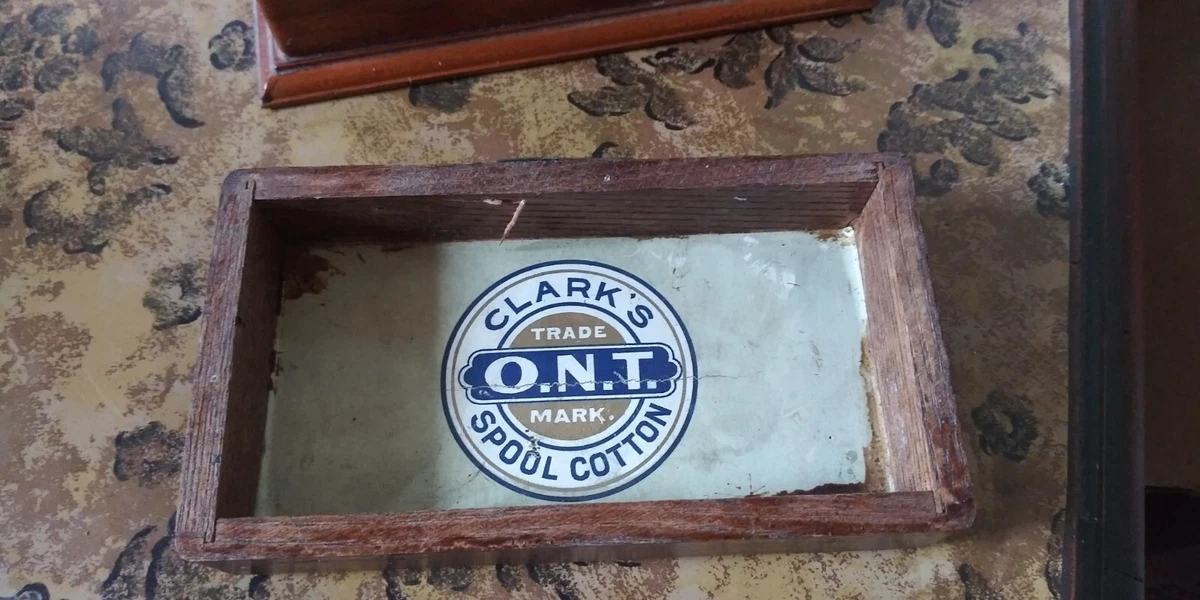 CLARK'S
TRADE
O.N.T.
MARK.
SPOOL COTTON